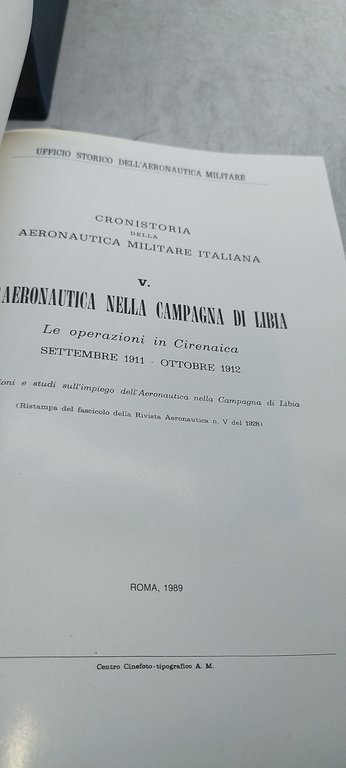 UFFICIO STORICO DELL'AERONAUTICA MILITARE
CRONISTORIA
DELLA
AERONAUTICA MILITARE ITALIANA
V.
AERONAUTICA NELLA CAMPAGNA DI LIBIA
Le operazioni in Cirenaica
SETTEMBRE 1911 - OTTOBRE 1912
e studi sull'impiego dell'Aeronautica nella Campagna di Libia
(Ristampa del fascicolo della Rivista Aeronautica n. V del 1928)
ROMA, 1989
Centro Cinefoto-tipografico A. M.